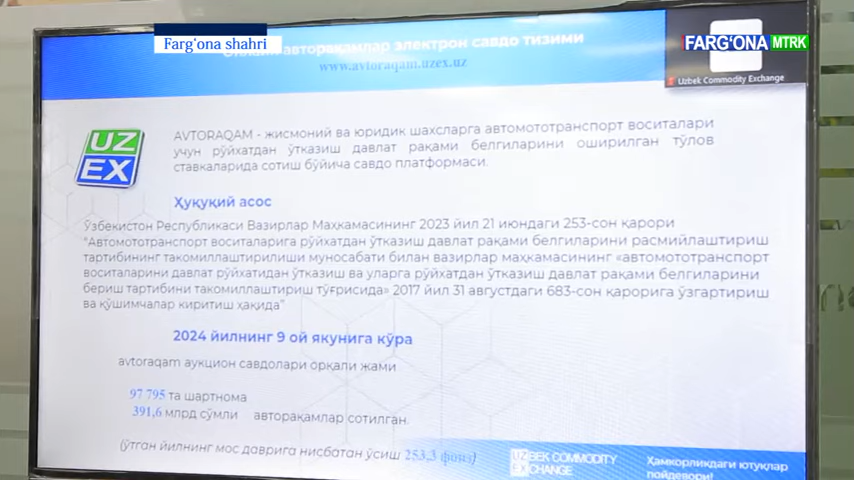 Farg‘ona shahri
авторақамлар электрон савдо тизими
www.avtoraqam.uzex.uz
FARG‘ONA MTRK
Uzbek Commodity Exchange
UZ
EX
AVTORAQAM - жисмоний ва юридик шахсларга автомототранспорт воситалари
учун рўйхатдан ўтказиш давлат рақами белгиларини оширилган тўлов
ставкаларида сотиш бўйича савдо платформаси.
Ҳуқуқий асос
Ўзбекистон Республикаси Вазирлар Маҳкамасининг 2023 йил 21 июндаги 253-сон қарори
"Автомототранспорт воситаларига рўйхатдан ўтказиш давлат рақами белгиларини расмийлаштириш
тартибининг такомиллаштирилиши муносабати билан вазирлар маҳкамасининг «автомототранспорт
воситаларини давлат рўйхатидан ўтказиш ва уларга рўйхатдан ўтказиш давлат рақами белгиларини
бериш тартибини такомиллаштириш тўғрисида» 2017 йил 31 августдаги 683-сон қарорига ўзгартириш
ва қўшимчалар киритиш ҳақида"
2024 йилнинг 9 ой якунига кўра
avtoraqam аукцион савдолари орқали жами
97 795 та шартнома
391,6 млрд сўмли авторақамлар сотилган.
(ўтган йилнинг мос даврига нисбатан ўсиш 253,3 фоиз)
UZBEK COMMODITY
EXCHANGE
Ҳамкорликдаги ютуқлар
пойдевори!